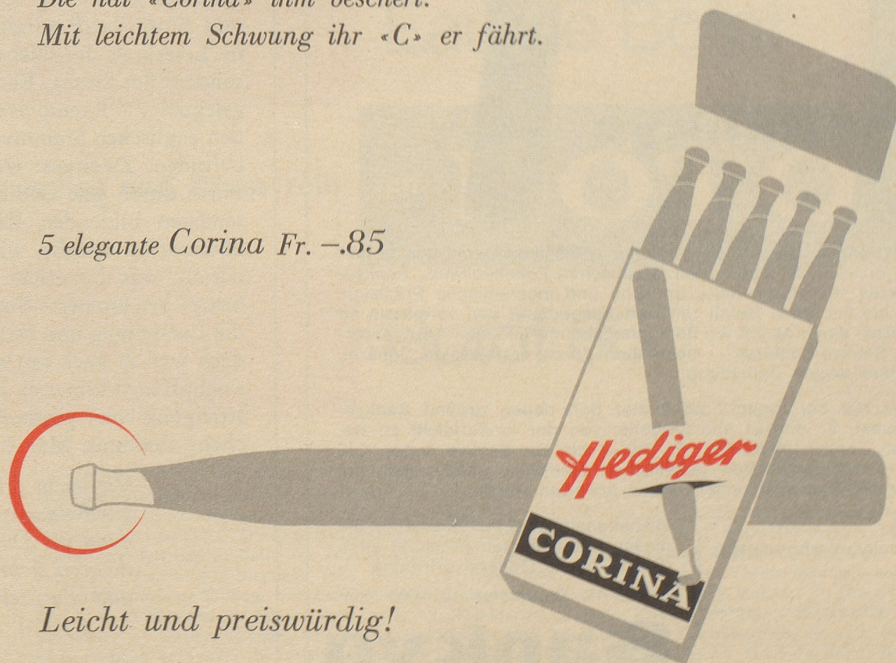 Die hat «Corina» ihm beschert.
Mit leichtem Schwung ihr «C» er fährt.
5 elegante Corina Fr. –.85
Hediger
CORINA
Leicht und preiswürdig!